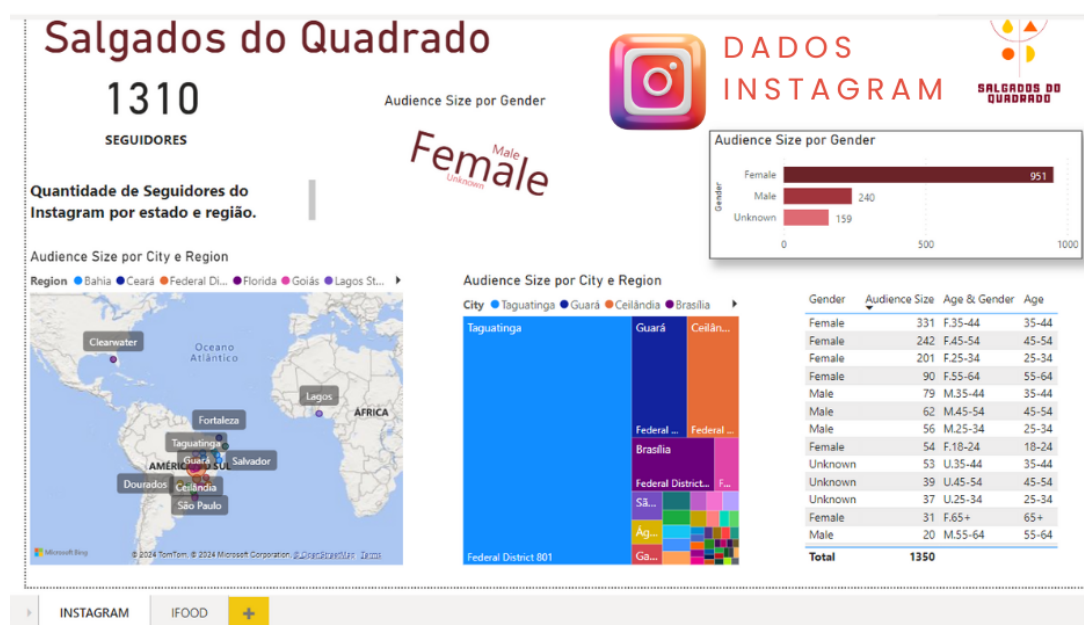 Salgados do Quadrado
1310
SEGUIDORES
Quantidade de Seguidores do
Instagram por estado e região.
Audience Size por Gender
Female
Male
Unknown
DADOS
INSTAGRAM
SALGADOS DO
QUADRADO
Audience Size por Gender
Gender
Female 951
Male 240
Unknown 159
0 500 1000
Audience Size por City e Region
Region Bahia Ceará Federal Di... Florida Goiás Lagos St...
Clearwater
Oceano
Atlântico
Lagos
ÁFRICA
Fortaleza
Taguatinga
Guará
Salvador
AMÉRICA DO SUL
Dourados
Ceilândia
São Paulo
Microsoft Bing
© 2024 TomTom, © 2024 Microsoft Corporation, © OpenStreetMap Terms
Audience Size por City e Region
City Taguatinga Guará Ceilândia Brasília
Taguatinga
Federal District 801
Guará
Federal ...
Ceilân...
Federal ...
Brasília
Federal District...
F...
Sã...
Ág...
Ga...
Gender Audience Size Age & Gender Age
Female 331 F.35-44 35-44
Female 242 F.45-54 45-54
Female 201 F.25-34 25-34
Female 90 F.55-64 55-64
Male 79 M.35-44 35-44
Male 62 M.45-54 45-54
Male 56 M.25-34 25-34
Female 54 F.18-24 18-24
Unknown 53 U.35-44 35-44
Unknown 39 U.45-54 45-54
Unknown 37 U.25-34 25-34
Female 31 F.65+ 65+
Male 20 M.55-64 55-64
Total 1350
INSTAGRAM IFOOD +